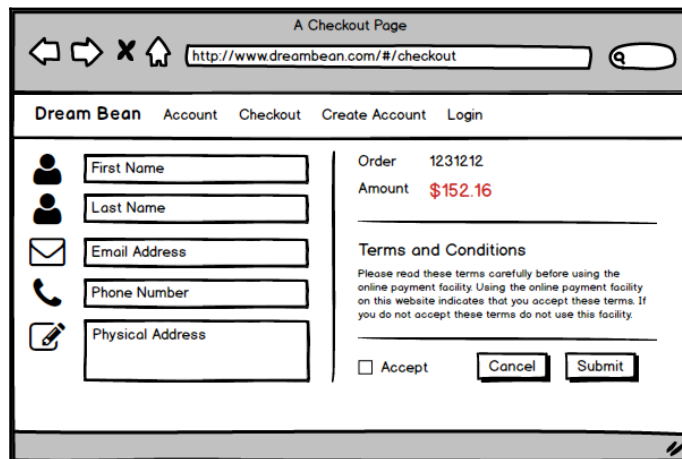 A Checkout Page
http://www.dreambean.com/#/checkout
Dream Bean Account Checkout Create Account Login
First Name
Last Name
Email Address
Phone Number
Physical Address
Order 1231212
Amount $152.16
Terms and Conditions
Please read these terms carefully before using the
online payment facility. Using the online payment facility
on this website indicates that you accept these terms. If
you do not accept these terms do not use this facility.
Accept Cancel Submit